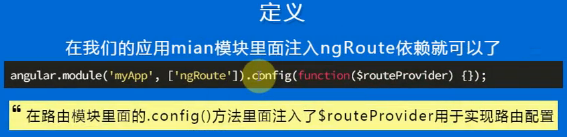 定义
在我们的应用mian模块里面注入ngRoute依赖就可以了
angular.module('myApp', ['ngRoute']).config(function($routeProvider) {});
❝ 在路由模块里面的.config()方法里面注入了$routeProvider用于实现路由配置